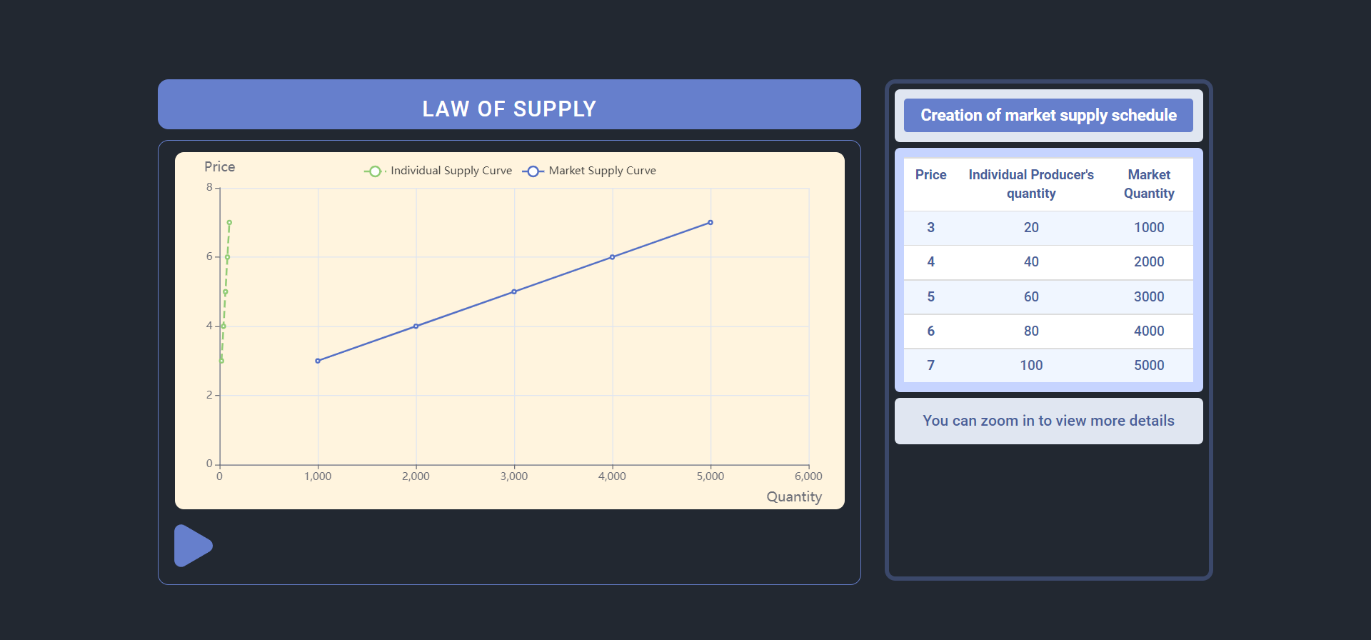 LAW OF SUPPLY
Price
Individual Supply Curve Market Supply Curve
8
6
4
2
0
0 1,000 2,000 3,000 4,000 5,000 6,000
Quantity
Creation of market supply schedule
Price Individual Producer's Market
quantity Quantity
3 20 1000
4 40 2000
5 60 3000
6 80 4000
7 100 5000
You can zoom in to view more details